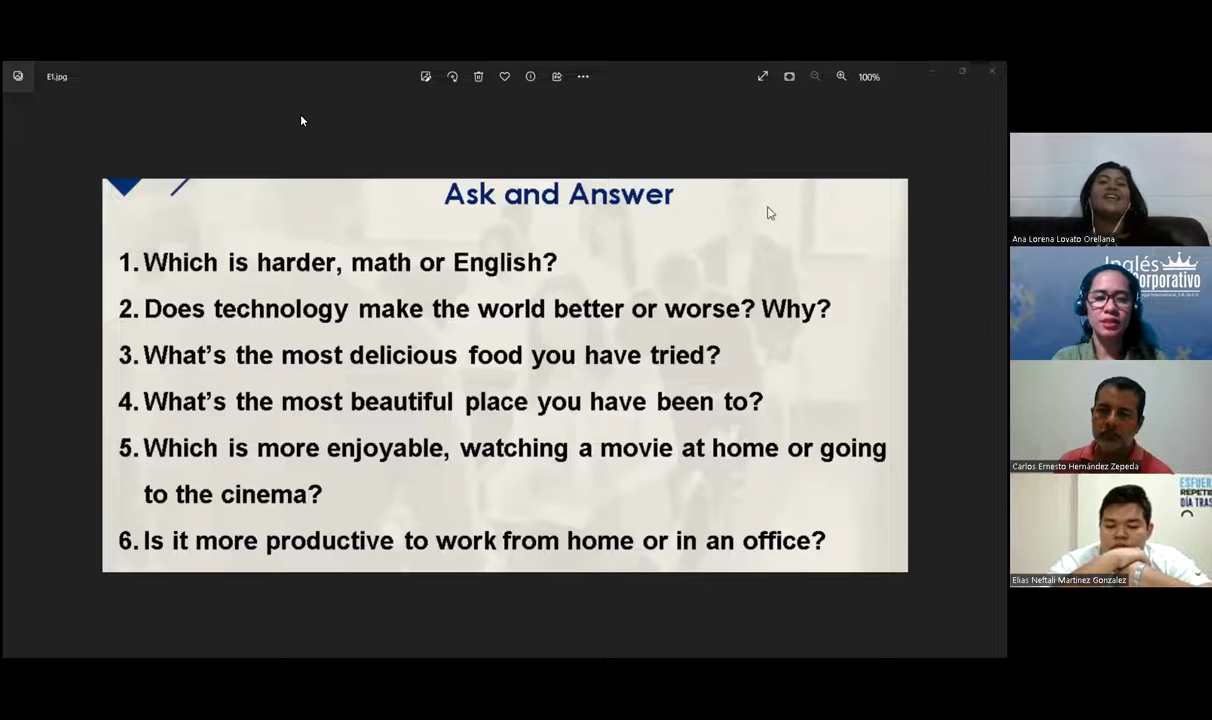 E1.jpg
100%
Ask and Answer
1. Which is harder, math or English?
2. Does technology make the world better or worse? Why?
3. What's the most delicious food you have tried?
4. What's the most beautiful place you have been to?
5. Which is more enjoyable, watching a movie at home or going
to the cinema?
6. Is it more productive to work from home or in an office?
Ana Lorena Lovato Orellana
Inglés
Corporativo
Carlos Ernesto Hernández Zepeda
REPETI
DÍA TRAS
Elias Neftali Martinez Gonzalez